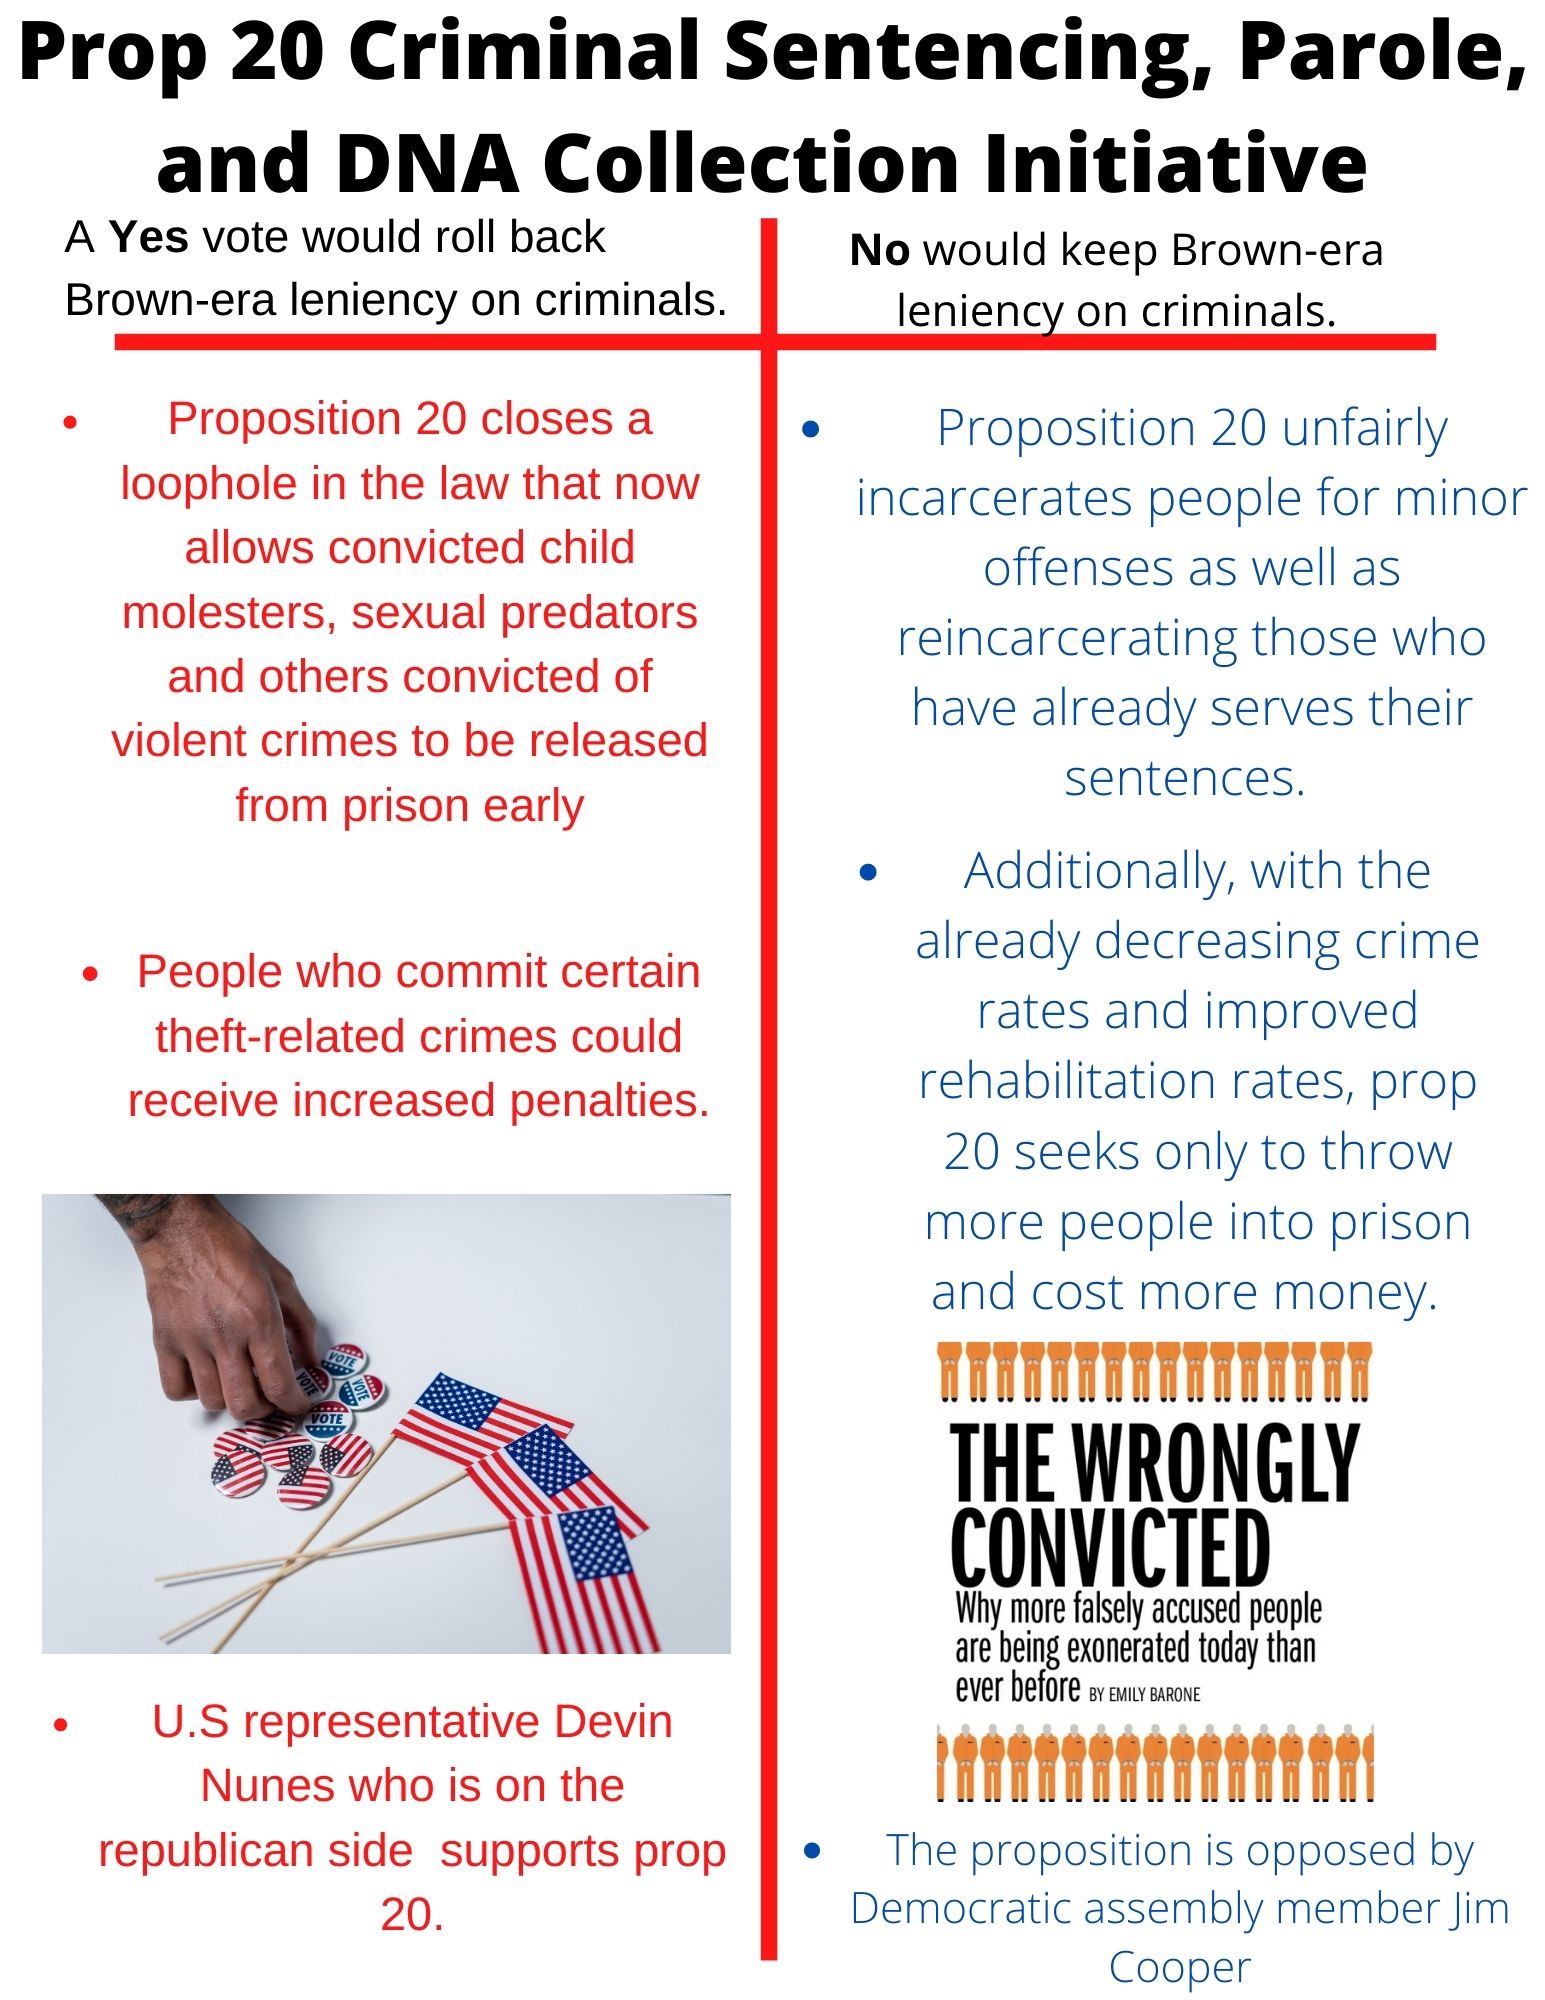 Prop 20 Criminal Sentencing, Parole,
and DNA Collection Initiative
A Yes vote would roll back
Brown-era leniency on criminals.
• Proposition 20 closes a
loophole in the law that now
allows convicted child
molesters, sexual predators
and others convicted of
violent crimes to be released
from prison early
• People who commit certain
theft-related crimes could
receive increased penalties.
VOTE
VOTE
VOTE
VOTE
• U.S representative Devin
Nunes who is on the
republican side supports prop
20.
No would keep Brown-era
leniency on criminals.
• Proposition 20 unfairly
incarcerates people for minor
offenses as well as
reincarcerating those who
have already serves their
sentences.
• Additionally, with the
already decreasing crime
rates and improved
rehabilitation rates, prop
20 seeks only to throw
more people into prison
and cost more money.
THE WRONGLY
CONVICTED
Why more falsely accused people
are being exonerated today than
ever before BY EMILY BARONE
• The proposition is opposed by
Democratic assembly member Jim
Cooper